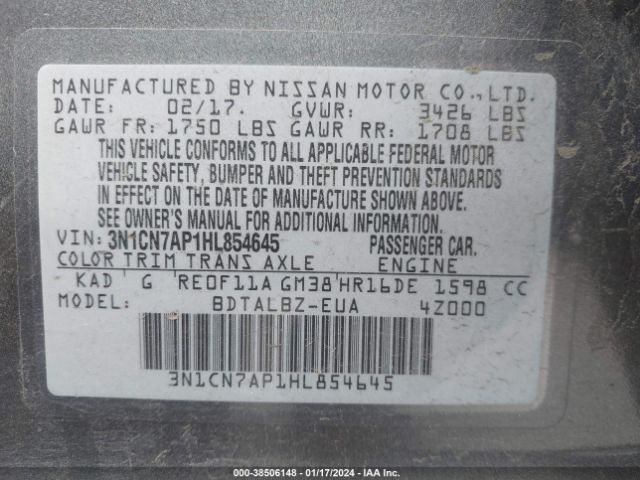 MANUFACTURED BY NISSAN MOTOR CO.,LTD.
DATE: 02/17. GVWR: 3426 LBS
GAWR FR: 1750 LBS GAWR RR: 1708 LBS
THIS VEHICLE CONFORMS TO ALL APPLICABLE FEDERAL MOTOR
VEHICLE SAFETY, BUMPER AND THEFT PREVENTION STANDARDS
IN EFFECT ON THE DATE OF MANUFACTURE SHOWN ABOVE.
SEE OWNER'S MANUAL FOR ADDITIONAL INFORMATION.
VIN: 3N1CN7AP1HL854645 PASSENGER CAR.
COLOR TRIM TRANS AXLE ENGINE
KAD G RE0F11A GM38 HR16DE 1598 CC
MODEL: BDTALBZ-EUA 4Z000
3N1CN7AP1HL854645
000-38506148 - 01/17/2024 - IAA Inc.